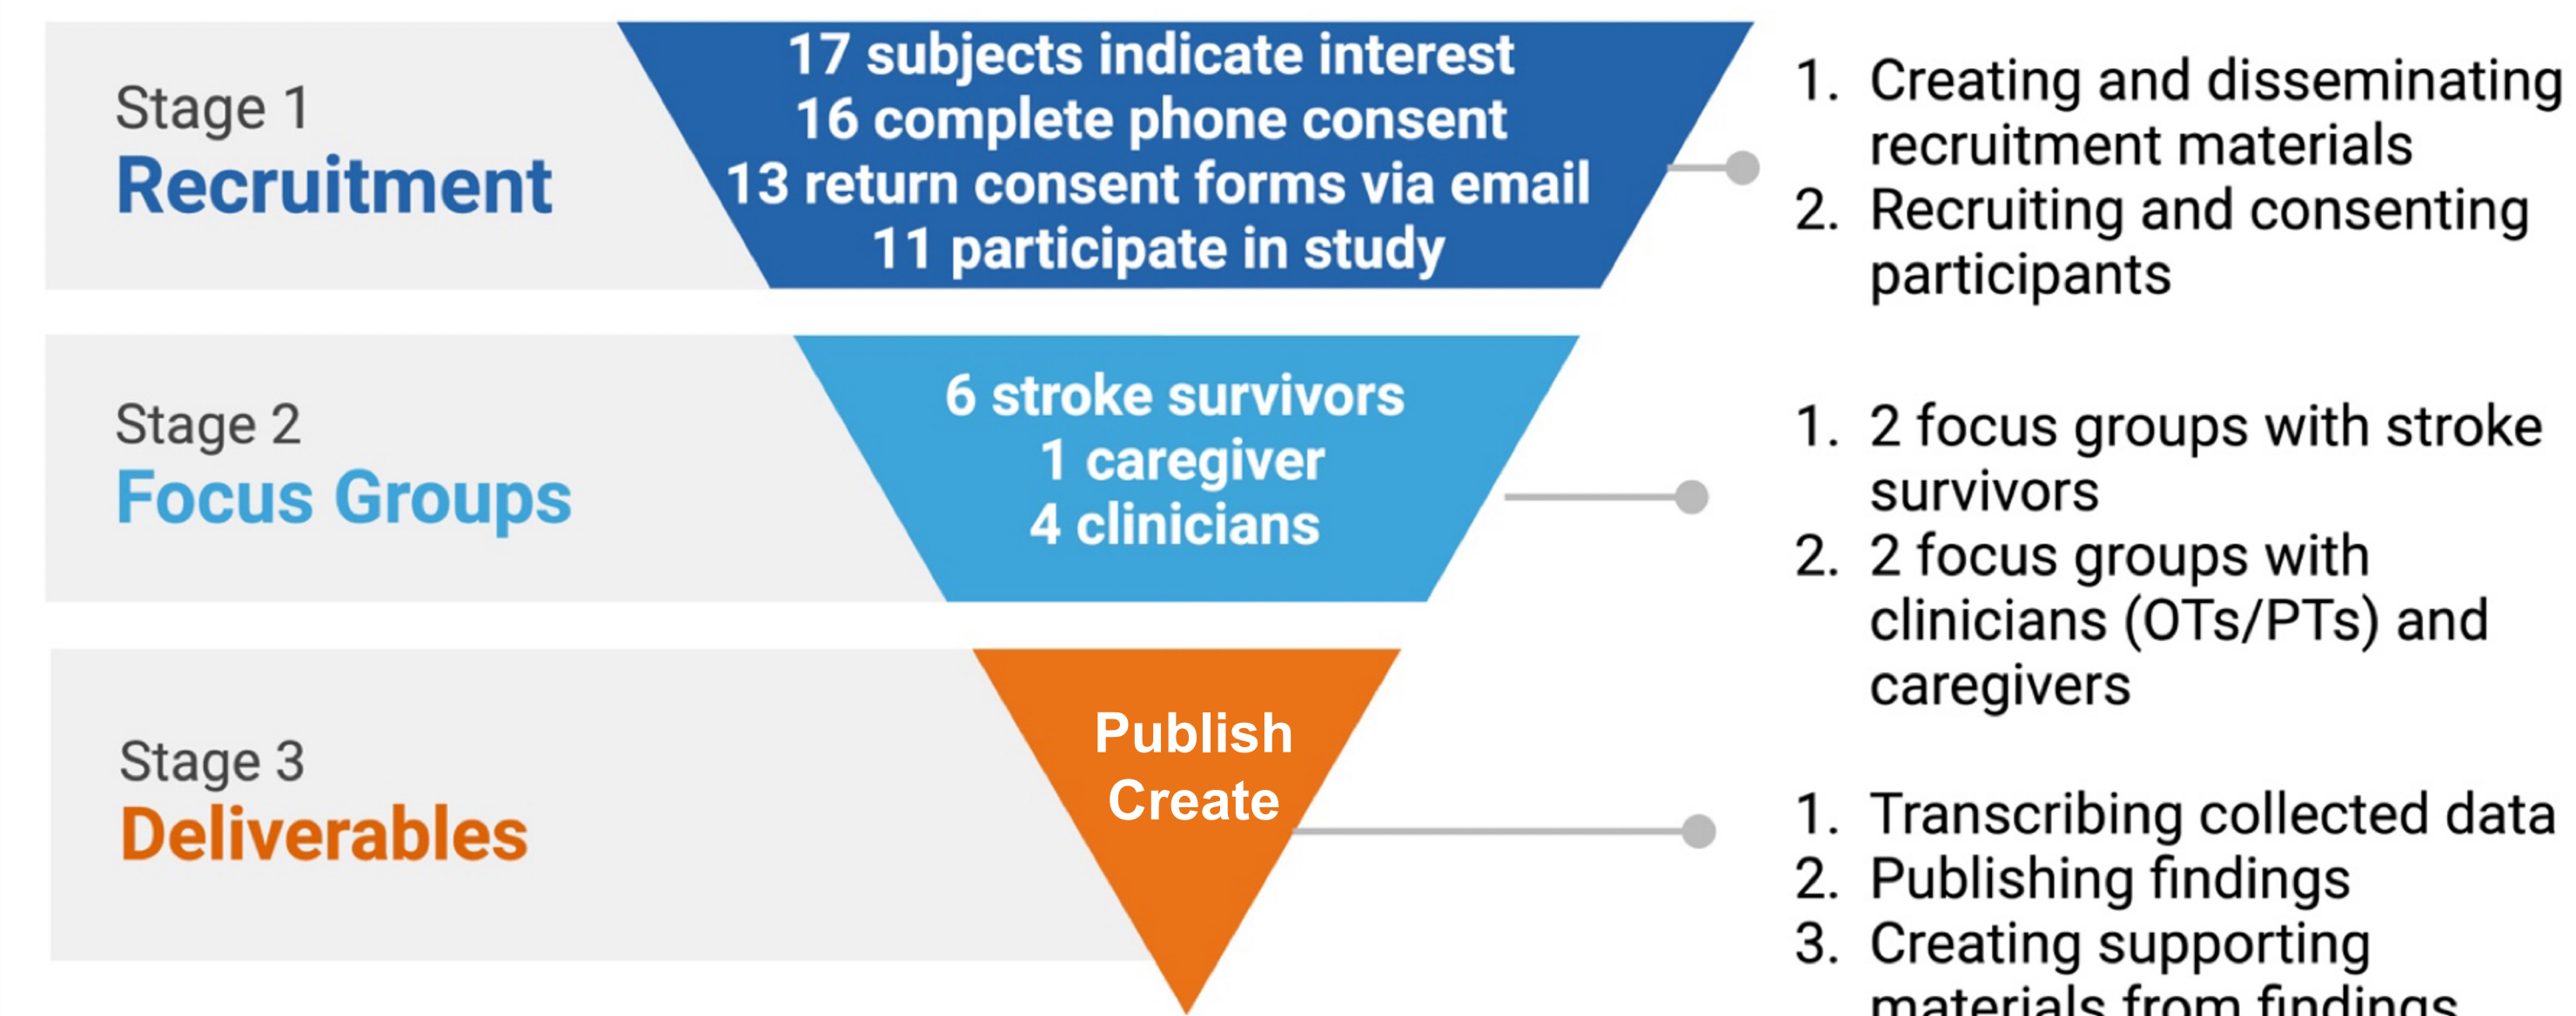 Stage 1
Recruitment
17 subjects indicate interest
16 complete phone consent
13 return consent forms via email
11 participate in study
1. Creating and disseminating
recruitment materials
2. Recruiting and consenting
participants
Stage 2
Focus Groups
6 stroke survivors
1 caregiver
4 clinicians
1. 2 focus groups with stroke
survivors
2. 2 focus groups with
clinicians (OTs/PTs) and
caregivers
Stage 3
Deliverables
Publish
Create
1. Transcribing collected data
2. Publishing findings
3. Creating supporting
materials from findings